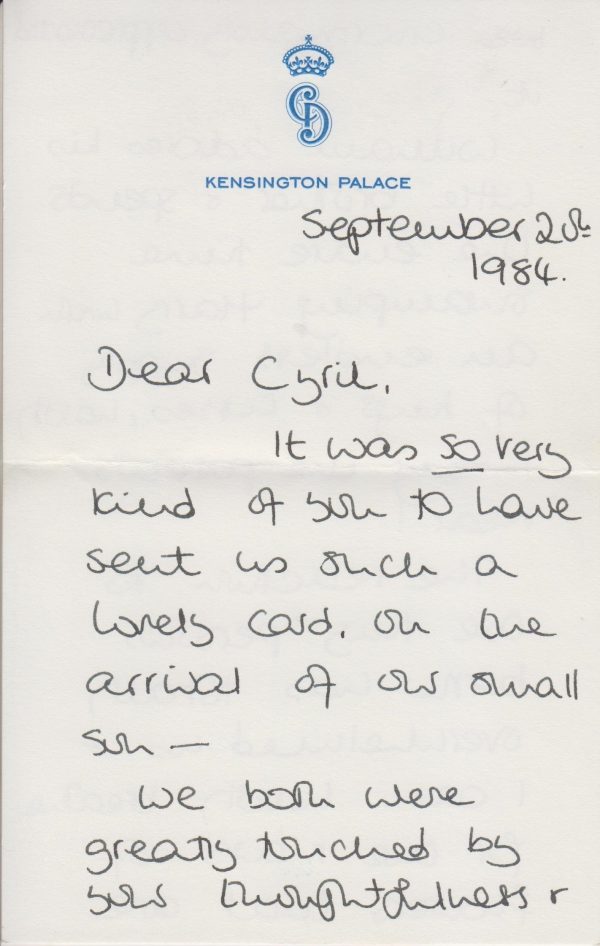 KENSINGTON PALACE
September 20th
1984.
Dear Cyril,
It was so very
kind of you to have
sent us such a
lovely card, on the
arrival of our small
son —
We both were
greatly touched by
your thoughtfulness &